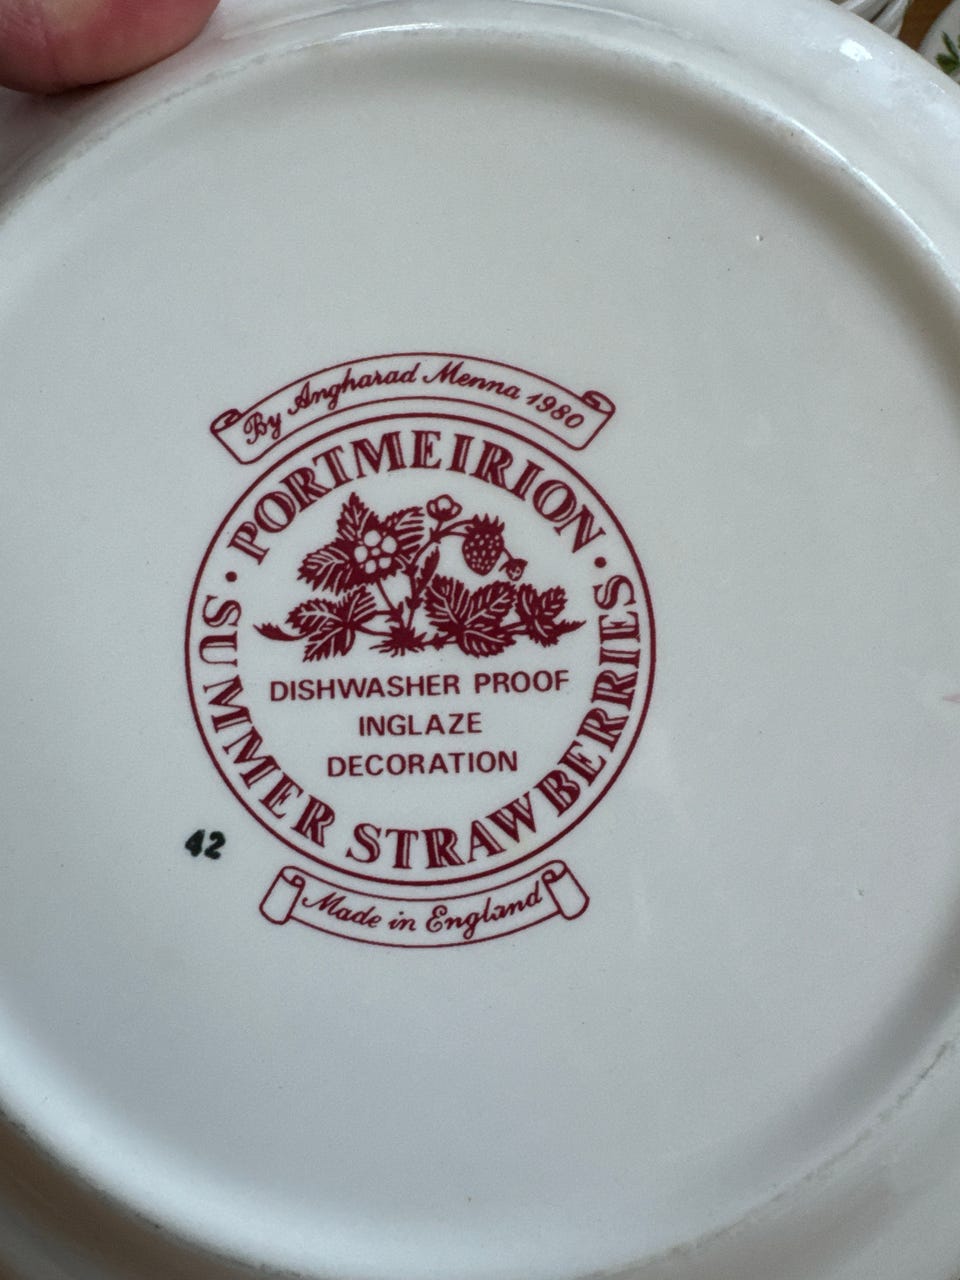 By Angharad Menna 1980
PORTMEIRION
· SUMMER STRAWBERRIES ·
DISHWASHER PROOF
INGLAZE
DECORATION
42
Made in England